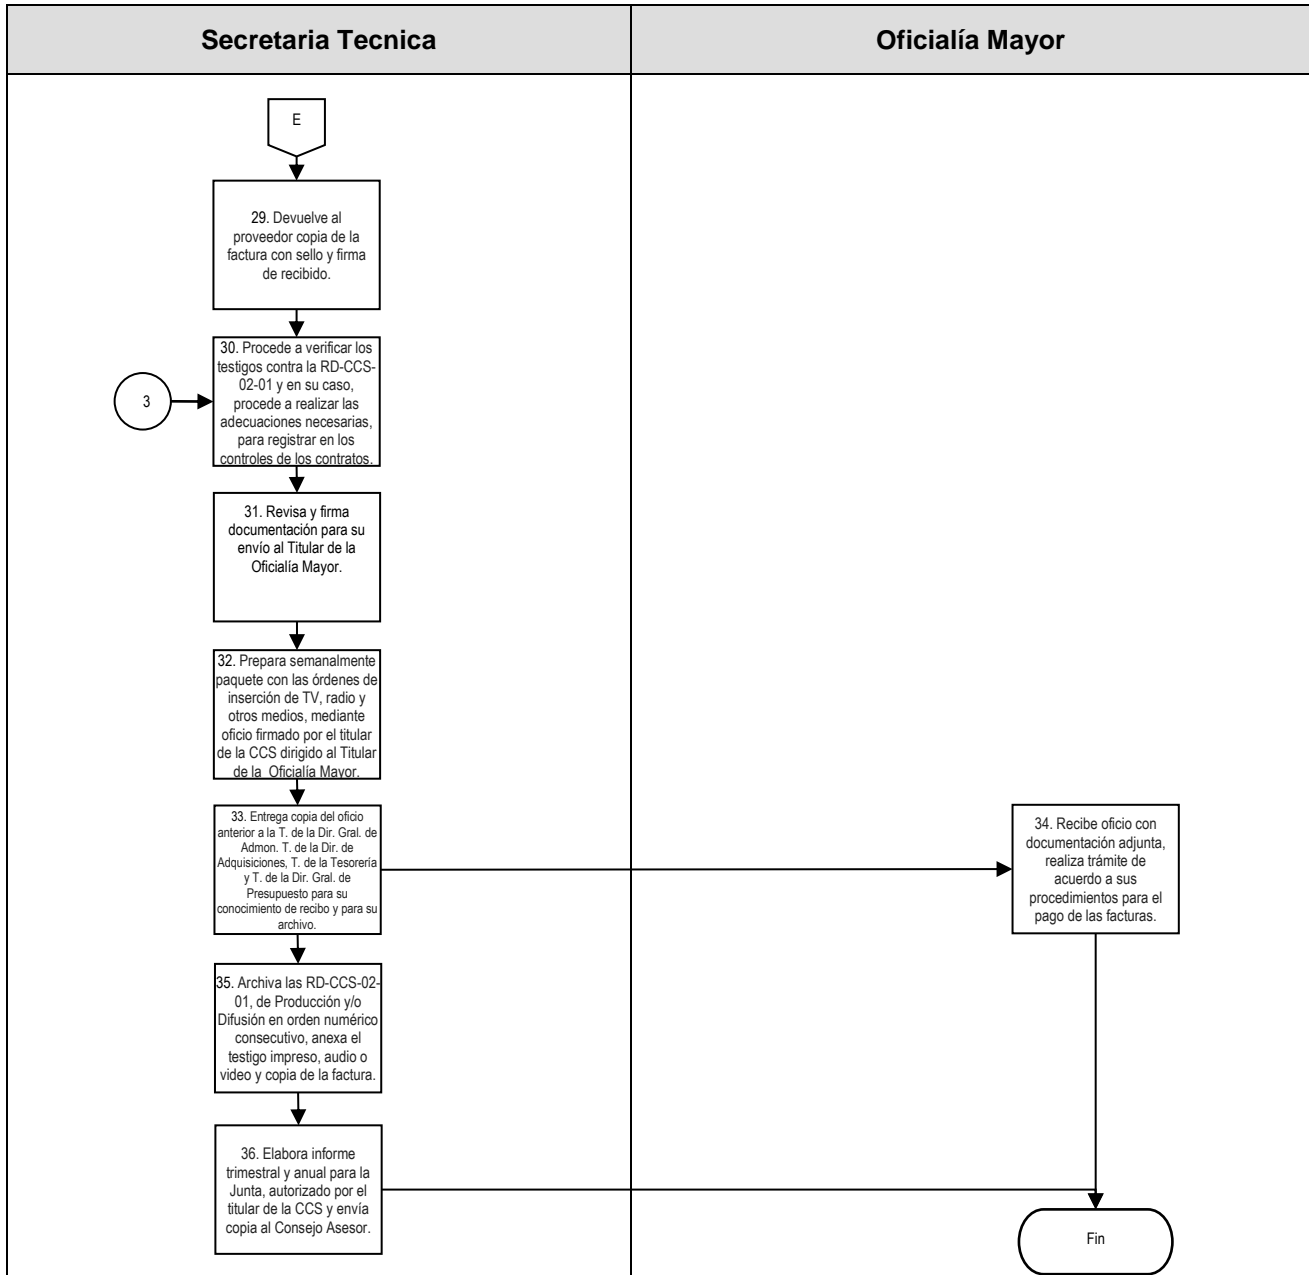 Secretaria Tecnica
Oficialía Mayor
E
29. Devuelve al
proveedor copia de la
factura con sello y firma
de recibido.
3
30. Procede a verificar los
testigos contra la RD-CCS-
02-01 y en su caso,
procede a realizar las
adecuaciones necesarias,
para registrar en los
controles de los contratos.
31. Revisa y firma
documentación para su
envío al Titular de la
Oficialía Mayor.
32. Prepara semanalmente
paquete con las órdenes de
inserción de TV, radio y
otros medios, mediante
oficio firmado por el titular
de la CCS dirigido al Titular
de la Oficialía Mayor.
33. Entrega copia del oficio
anterior a la T. de la Dir. Gral. de
Admon. T. de la Dir. de
Adquisiciones, T. de la Tesorería
y T. de la Dir. Gral. de
Presupuesto para su
conocimiento de recibo y para su
archivo.
34. Recibe oficio con
documentación adjunta,
realiza trámite de
acuerdo a sus
procedimientos para el
pago de las facturas.
35. Archiva las RD-CCS-02-
01, de Producción y/o
Difusión en orden numérico
consecutivo, anexa el
testigo impreso, audio o
video y copia de la factura.
36. Elabora informe
trimestral y anual para la
Junta, autorizado por el
titular de la CCS y envía
copia al Consejo Asesor.
Fin